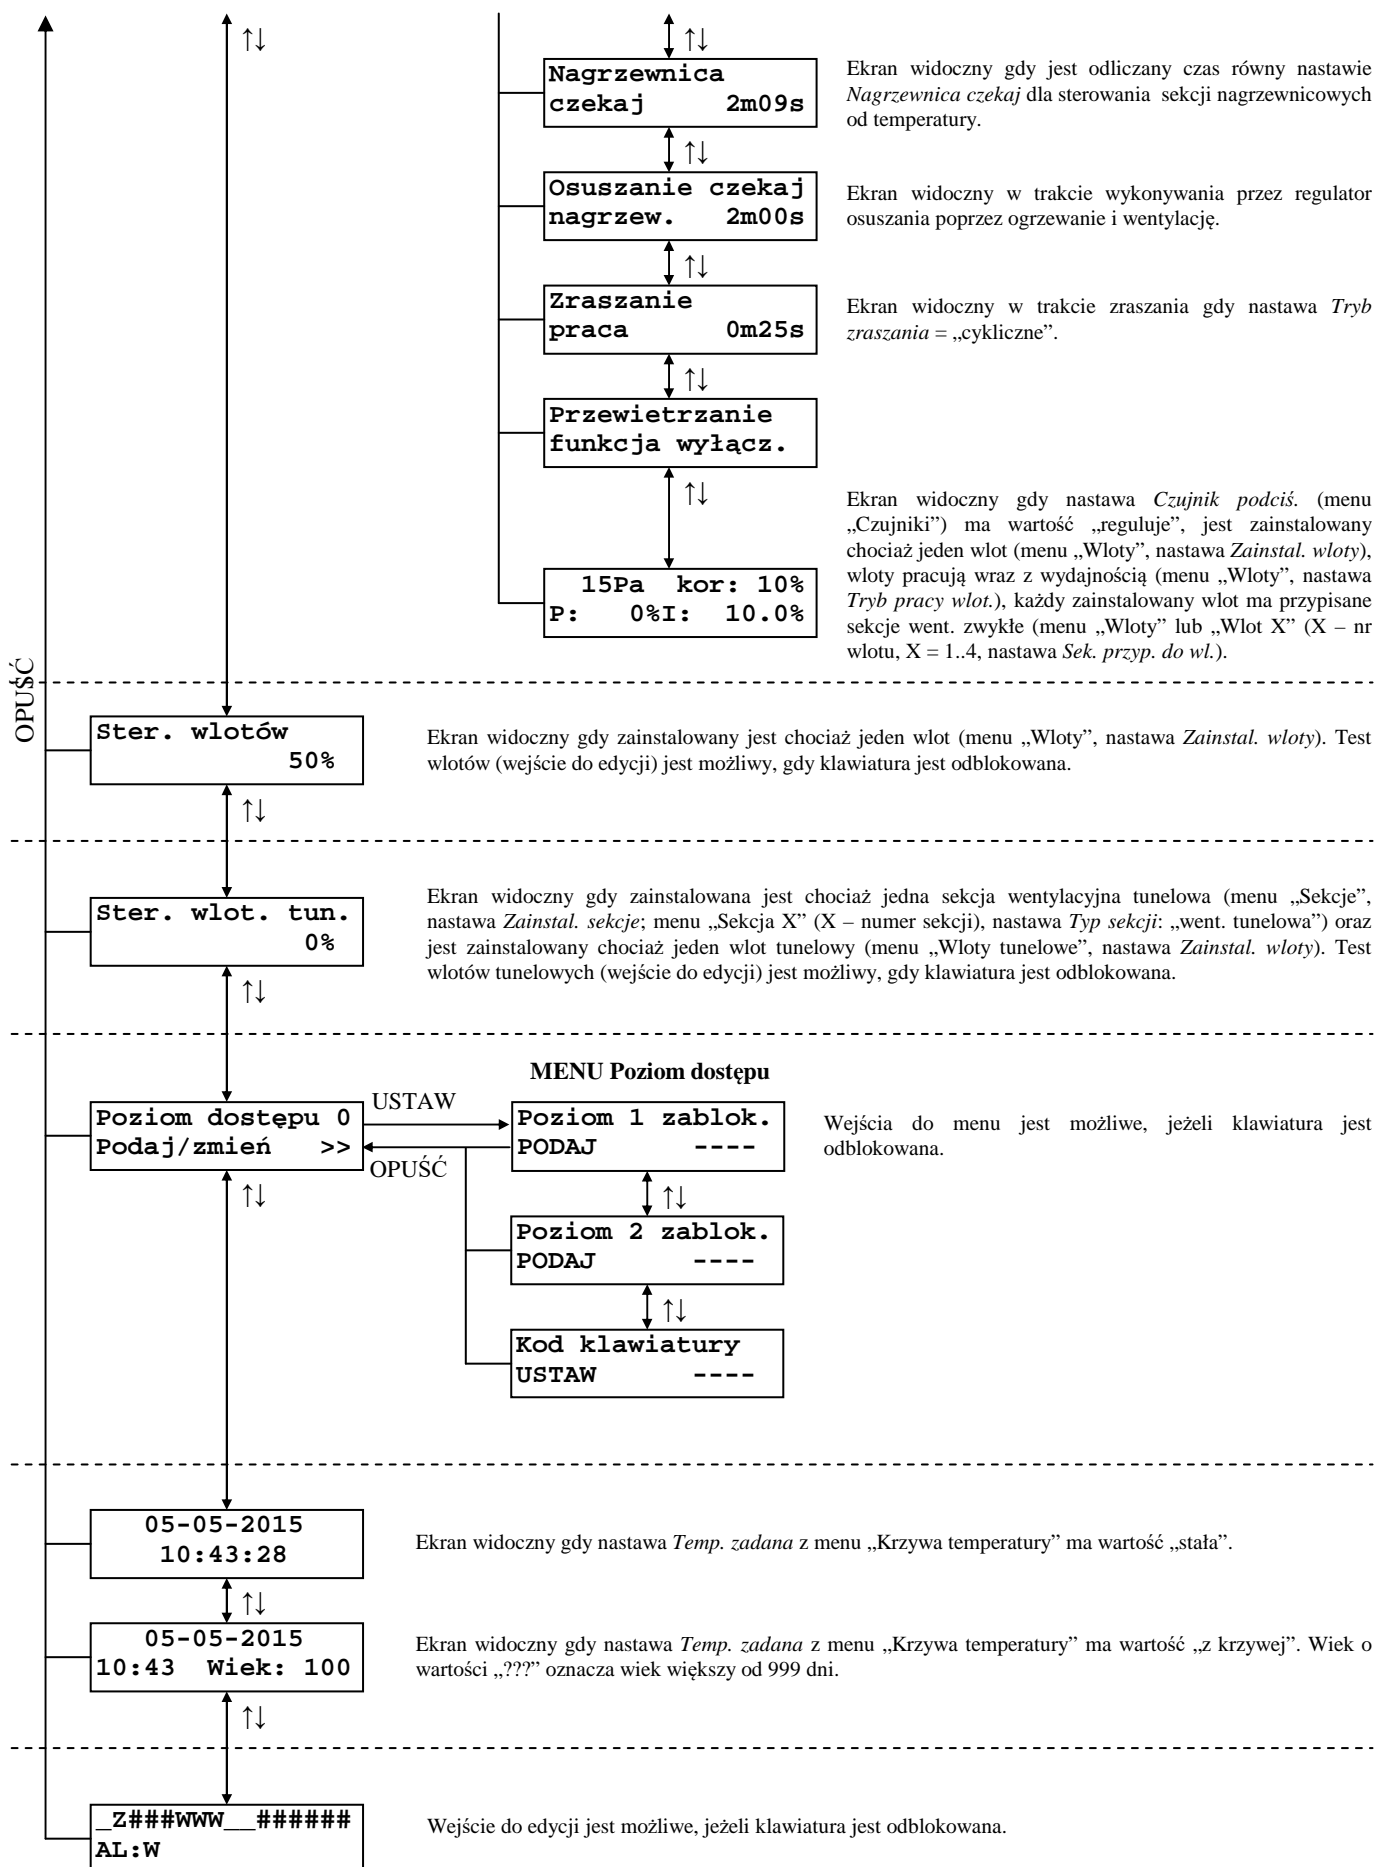 ↑↓
↑↓
Nagrzewnica
czekaj 2m09s
Ekran widoczny gdy jest odliczany czas równy nastawie
Nagrzewnica czekaj dla sterowania sekcji nagrzewnicowych
od temperatury.
↑↓
Osuszanie czekaj
nagrzew. 2m00s
Ekran widoczny w trakcie wykonywania przez regulator
osuszania poprzez ogrzewanie i wentylację.
↑↓
Zraszanie
praca 0m25s
Ekran widoczny w trakcie zraszania gdy nastawa Tryb
zraszania = „cykliczne”.
↑↓
Przewietrzanie
funkcja wyłącz.
↑↓
Ekran widoczny gdy nastawa Czujnik podciś. (menu
„Czujniki”) ma wartość „reguluje”, jest zainstalowany
chociaż jeden wlot (menu „Wloty”, nastawa Zainstal. wloty),
wloty pracują wraz z wydajnością (menu „Wloty”, nastawa
Tryb pracy wlot.), każdy zainstalowany wlot ma przypisane
sekcje went. zwykłe (menu „Wloty” lub „Wlot X” (X – nr
wlotu, X = 1..4, nastawa Sek. przyp. do wl.).
15Pa kor: 10%
P: 0%I: 10.0%
OPUŚĆ
Ster. wlotów
50%
Ekran widoczny gdy zainstalowany jest chociaż jeden wlot (menu „Wloty”, nastawa Zainstal. wloty). Test
wlotów (wejście do edycji) jest możliwy, gdy klawiatura jest odblokowana.
↑↓
Ster. wlot. tun.
0%
Ekran widoczny gdy zainstalowana jest chociaż jedna sekcja wentylacyjna tunelowa (menu „Sekcje”,
nastawa Zainstal. sekcje; menu „Sekcja X” (X – numer sekcji), nastawa Typ sekcji: „went. tunelowa”) oraz
jest zainstalowany chociaż jeden wlot tunelowy (menu „Wloty tunelowe”, nastawa Zainstal. wloty). Test
wlotów tunelowych (wejście do edycji) jest możliwy, gdy klawiatura jest odblokowana.
↑↓
MENU Poziom dostępu
Poziom dostępu 0
Podaj/zmień >>
USTAW
OPUŚĆ
Poziom 1 zablok.
PODAJ ----
Wejścia do menu jest możliwe, jeżeli klawiatura jest
odblokowana.
↑↓
↑↓
Poziom 2 zablok.
PODAJ ----
↑↓
Kod klawiatury
USTAW ----
05-05-2015
10:43:28
Ekran widoczny gdy nastawa Temp. zadana z menu „Krzywa temperatury” ma wartość „stała”.
↑↓
05-05-2015
10:43 Wiek: 100
Ekran widoczny gdy nastawa Temp. zadana z menu „Krzywa temperatury” ma wartość „z krzywej”. Wiek o
wartości „???” oznacza wiek większy od 999 dni.
↑↓
_Z###WWW__######
AL:W
Wejście do edycji jest możliwe, jeżeli klawiatura jest odblokowana.